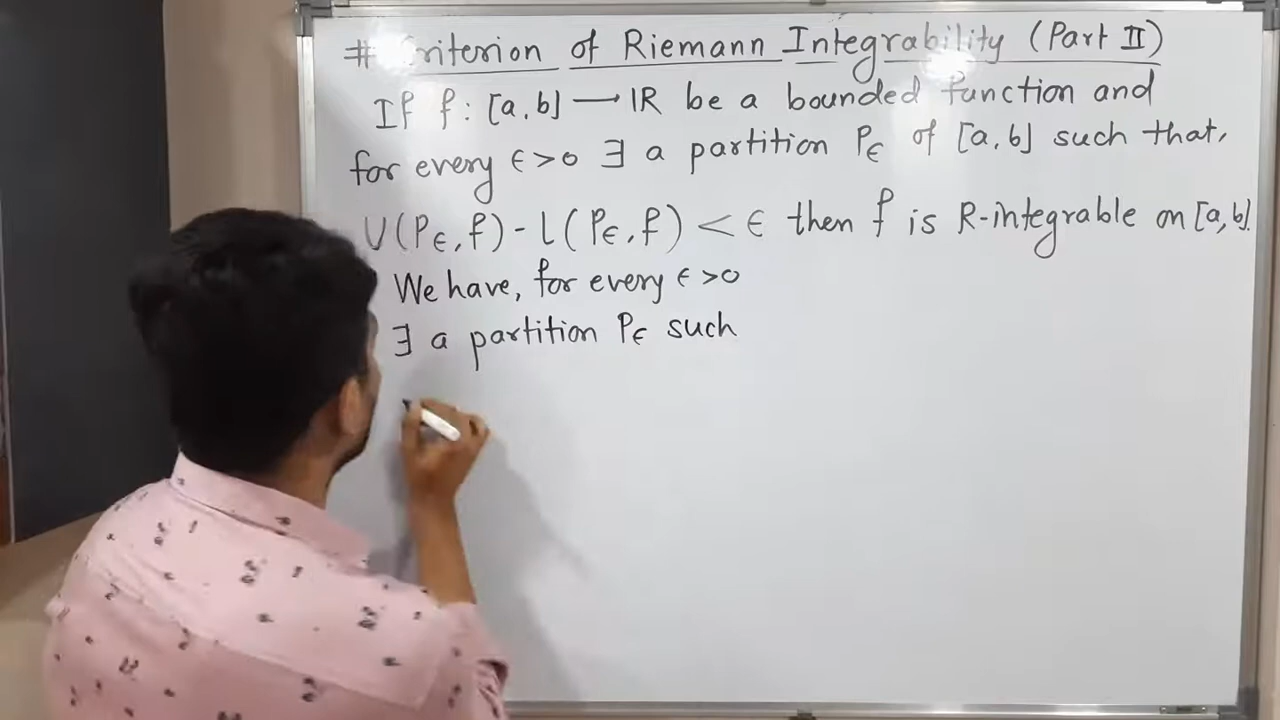 # Criterion of Riemann Integrability (Part II)
If f : [a, b] → IR be a bounded function and
for every ϵ > 0 ∃ a partition Pϵ of [a, b] such that,
U(Pϵ, f) - L(Pϵ, f) < ϵ then f is R-integrable on [a, b].
We have, for every ϵ > 0
∃ a partition Pϵ such